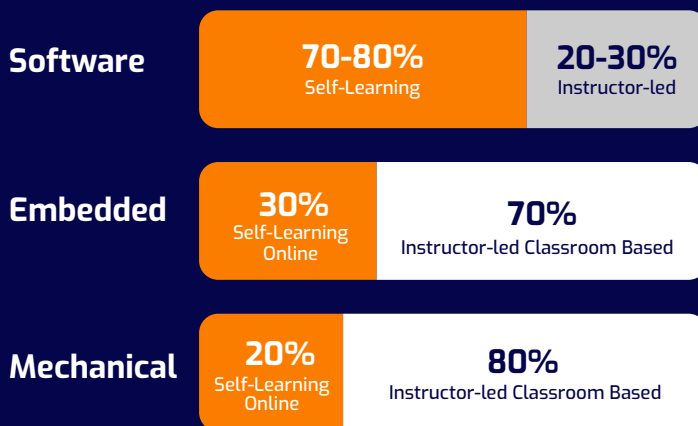 Software
70-80%
Self-Learning
20-30%
Instructor-led
Embedded
30%
Self-Learning
Online
70%
Instructor-led Classroom Based
Mechanical
20%
Self-Learning
Online
80%
Instructor-led Classroom Based